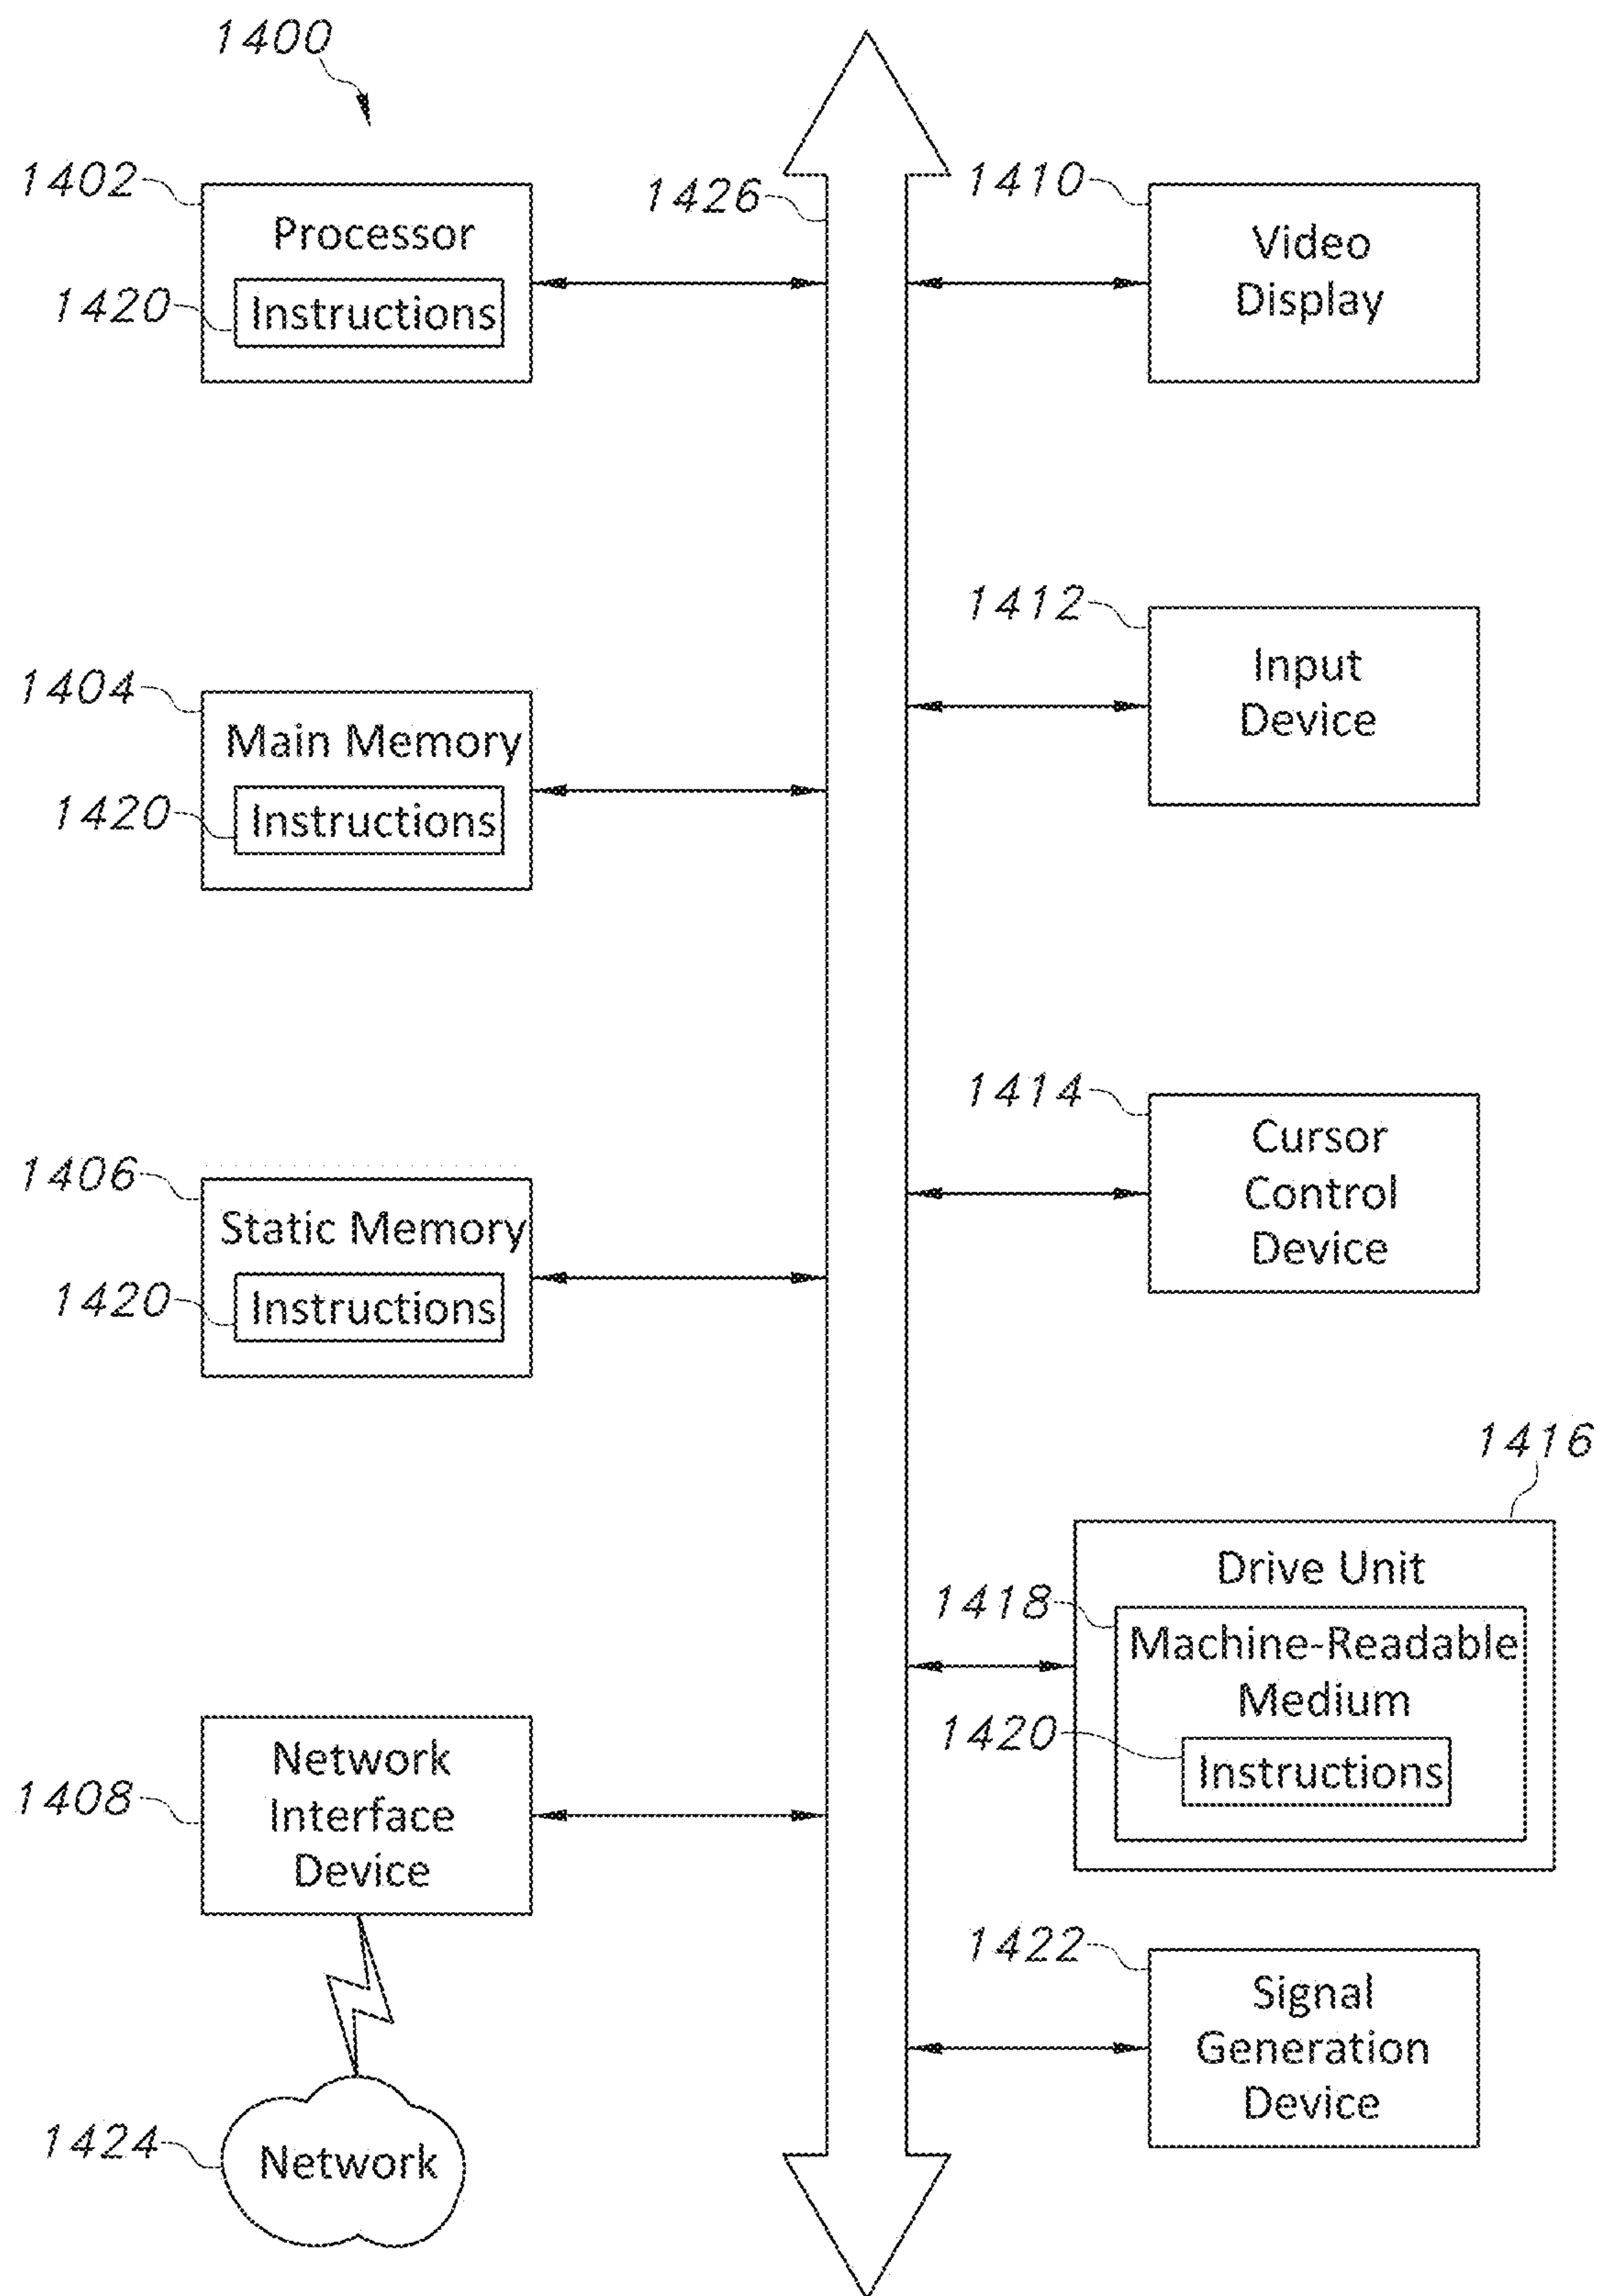 1400
1402
Processor
1420
Instructions
1426
1410
Video
Display
1404
Main Memory
1420
Instructions
1412
Input
Device
1406
Static Memory
1420
Instructions
1414
Cursor
Control
Device
1408
Network
Interface
Device
1416
Drive Unit
1418
Machine-Readable
Medium
1420
Instructions
1424
Network
1422
Signal
Generation
Device